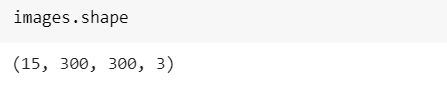 images.shape
(15, 300, 300, 3)